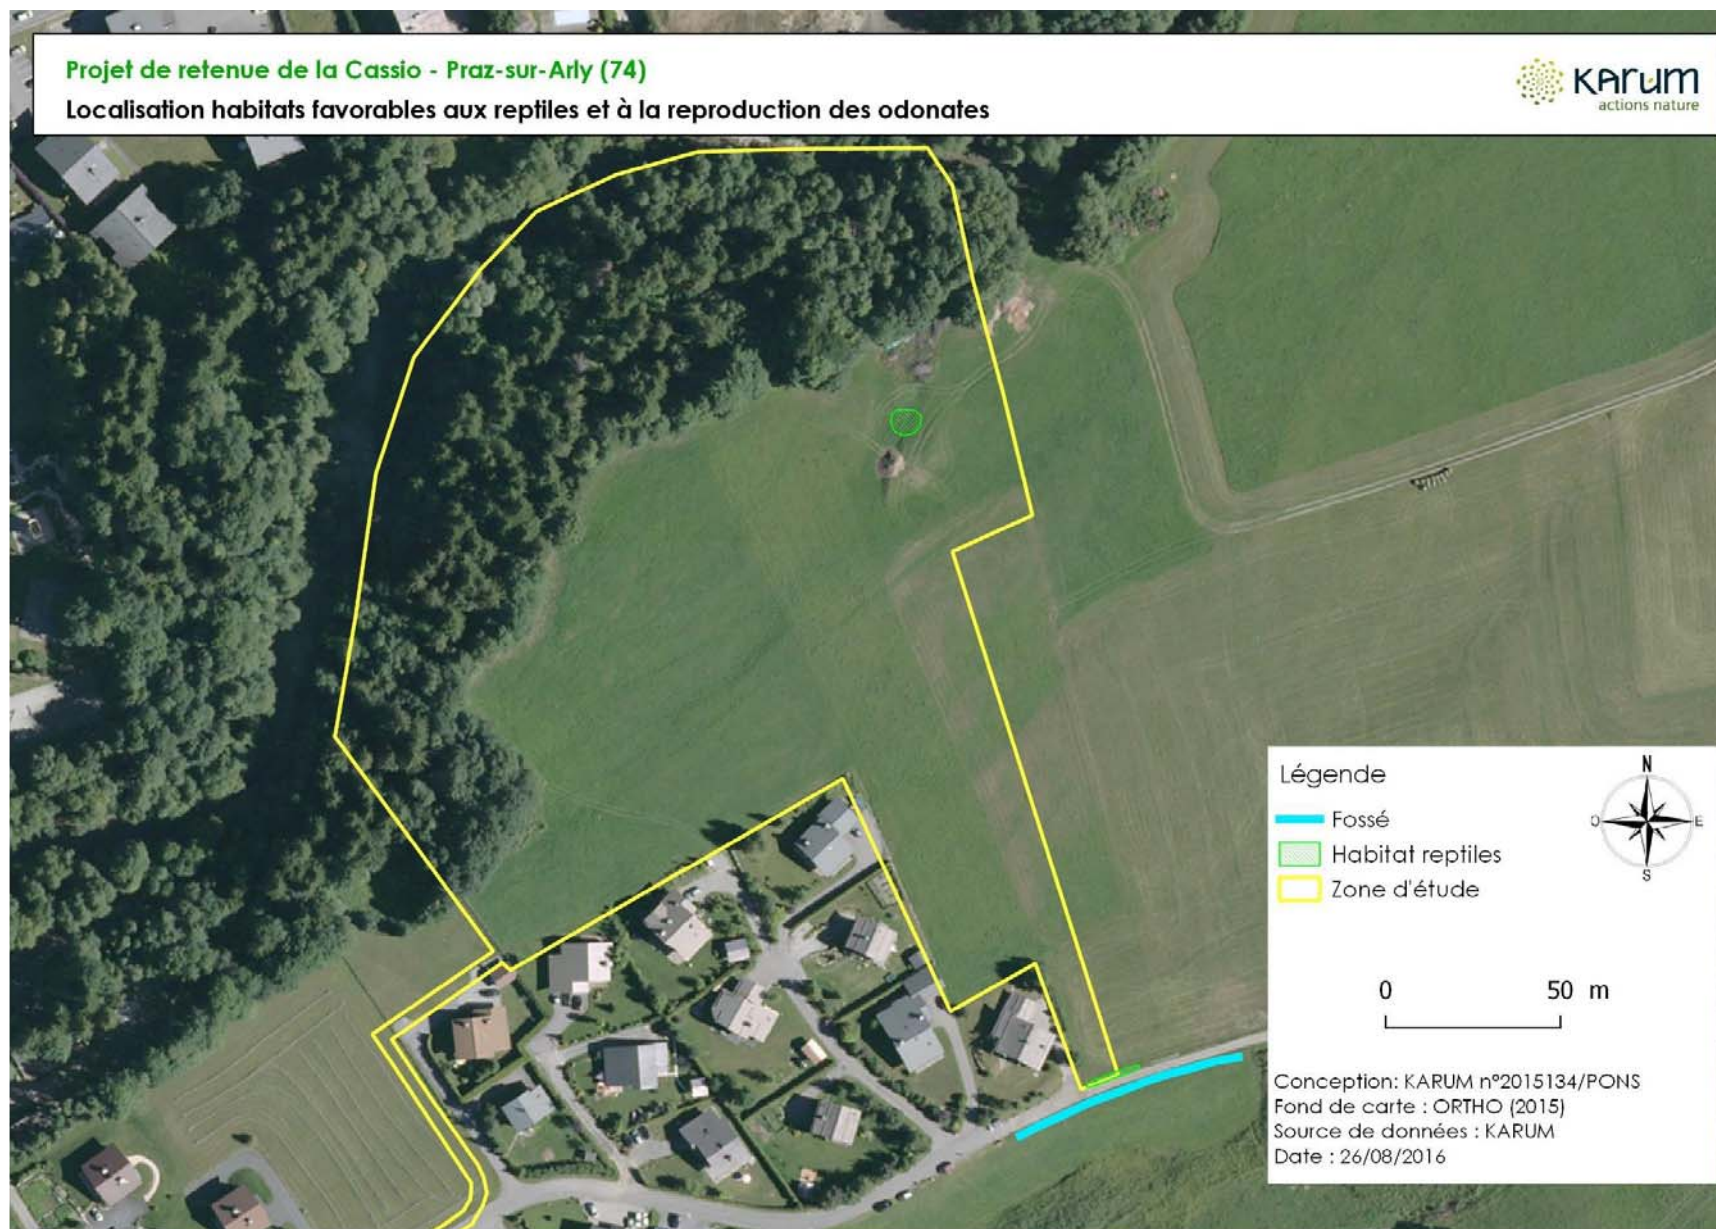 Projet de retenue de la Cassio - Praz-sur-Arly (74)
Localisation habitats favorables aux reptiles et à la reproduction des odonates
KARUM
actions nature
Légende
Fossé
Habitat reptiles
Zone d'étude
N
O
E
S
0 50 m
Conception: KARUM n°2015134/PONS
Fond de carte : ORTHO (2015)
Source de données : KARUM
Date : 26/08/2016